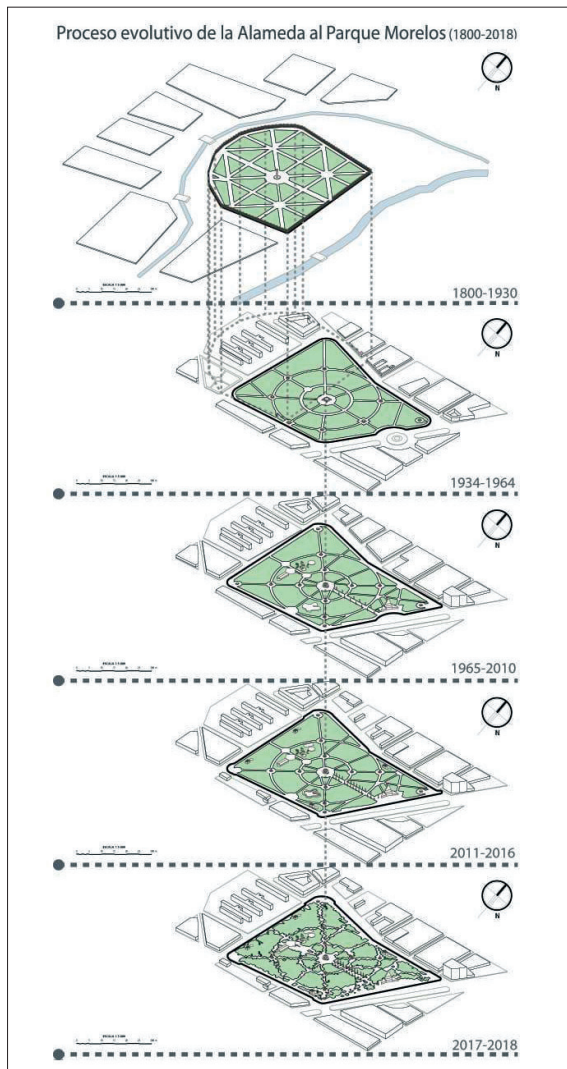 Proceso evolutivo de la Alameda al Parque Morelos (1800-2018)
N
1800-1930
N
1934-1964
N
1965-2010
N
2011-2016
N
2017-2018